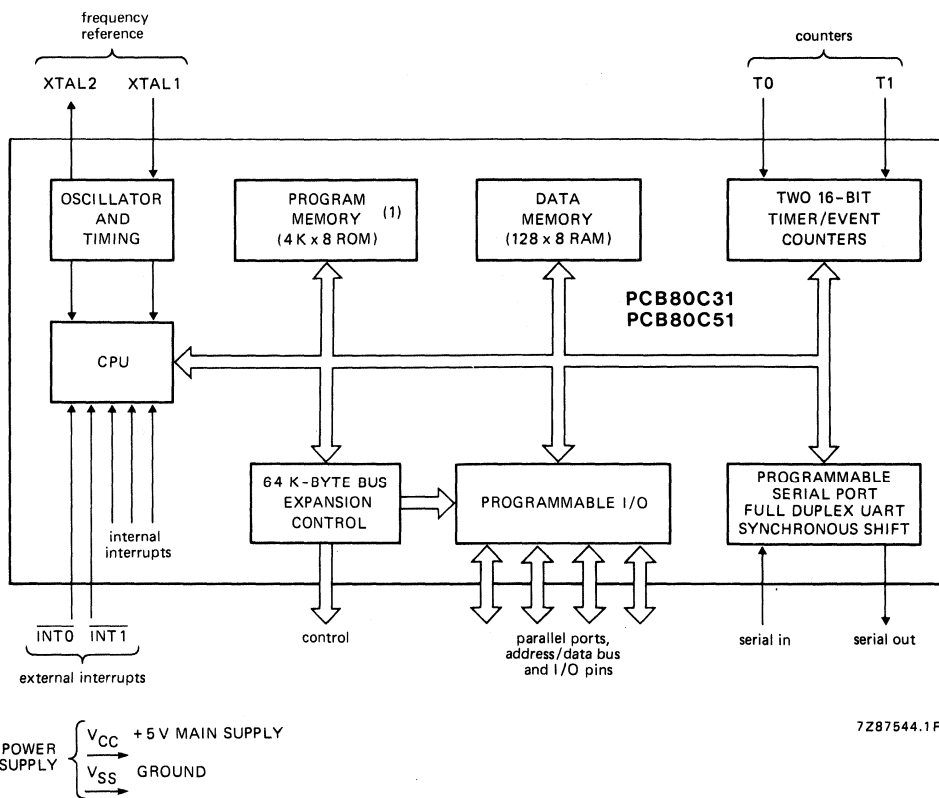 frequency
reference
counters
XTAL2 XTAL1
T0 T1
OSCILLATOR
AND
TIMING
PROGRAM
MEMORY (1)
(4 K x 8 ROM)
DATA
MEMORY
(128 x 8 RAM)
TWO 16-BIT
TIMER/EVENT
COUNTERS
PCB80C31
PCB80C51
CPU
64 K-BYTE BUS
EXPANSION
CONTROL
PROGRAMMABLE I/O
PROGRAMMABLE
SERIAL PORT
FULL DUPLEX UART
SYNCHRONOUS SHIFT
internal
interrupts
INT0 INT1
external interrupts
control
parallel ports,
address/data bus
and I/O pins
serial in
serial out
POWER
SUPPLY
VCC +5 V MAIN SUPPLY
VSS GROUND
7Z87544.1F